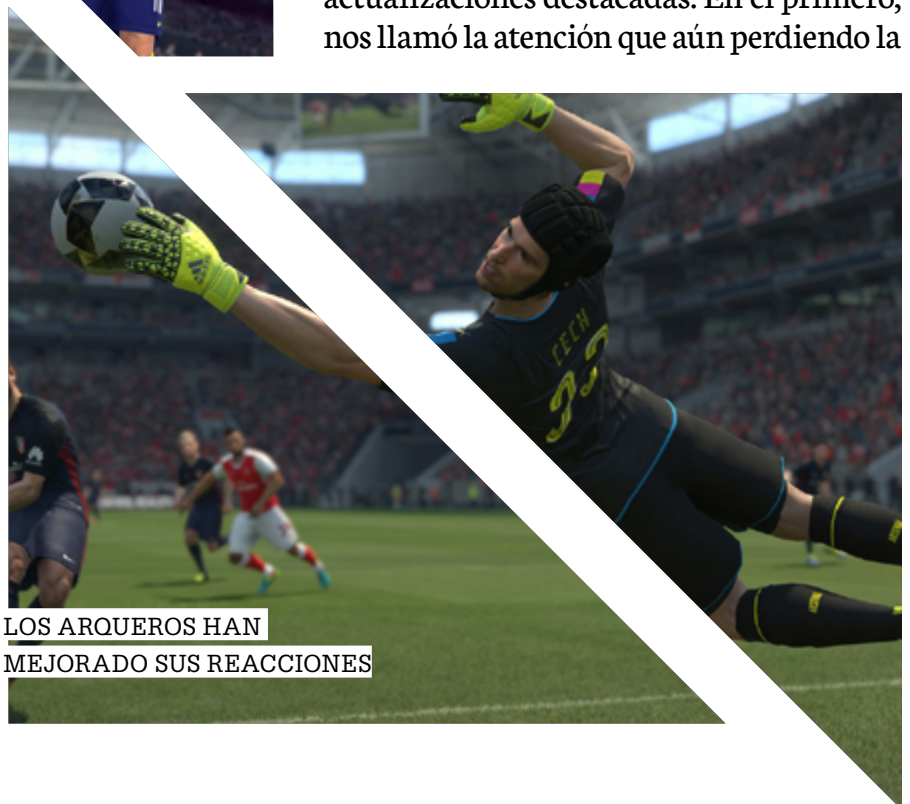 actualizaciones destacadas. En el primero,
nos llamó la atención que aún perdiendo la
CECH
33
LOS ARQUEROS HAN
MEJORADO SUS REACCIONES